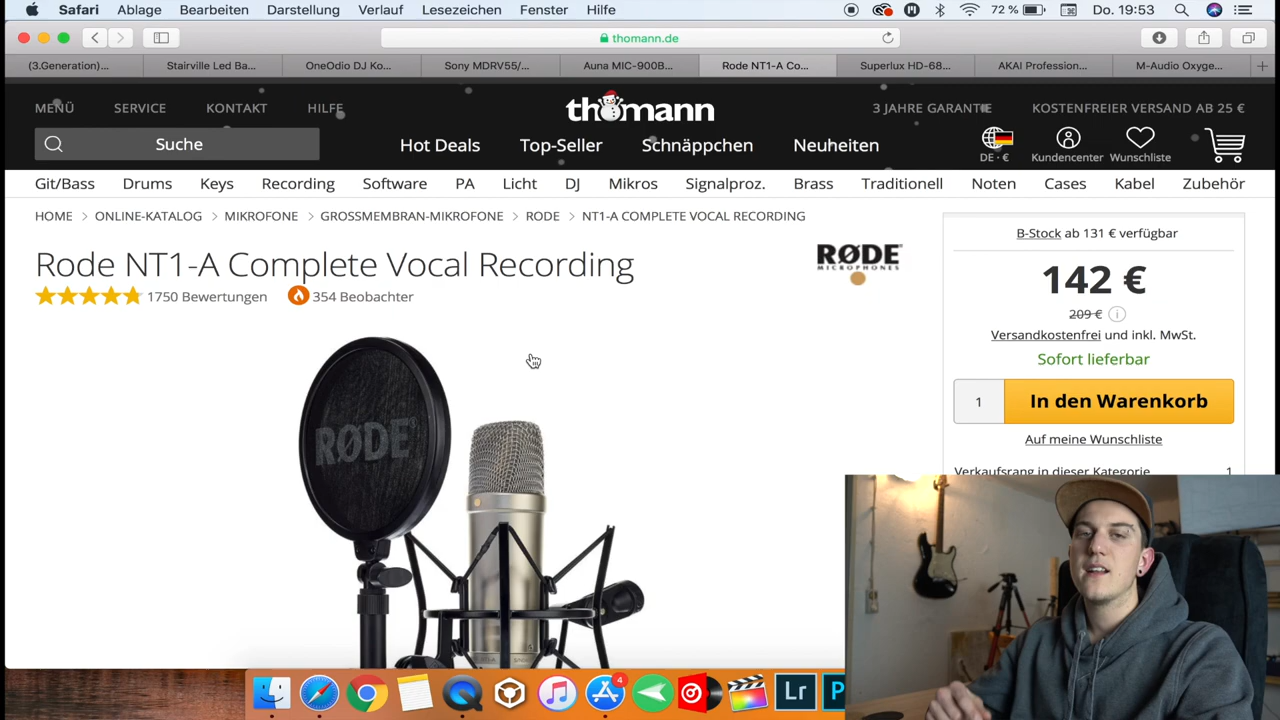 Safari Ablage Bearbeiten Darstellung Verlauf Lesezeichen Fenster Hilfe 72 % Do. 19:53
thomann.de
(3.Generation)... Stairville Led Ba... OneOdio DJ Ko... Sony MDRV55/... Auna MIC-900B... Rode NT1-A Co... Superlux HD-68... AKAI Profession... M-Audio Oxyge...
MENÜ SERVICE KONTAKT HILFE thomann 3 JAHRE GARANTIE KOSTENFREIER VERSAND AB 25 €
Suche Hot Deals Top-Seller Schnäppchen Neuheiten DE · € Kundencenter Wunschliste
Git/Bass Drums Keys Recording Software PA Licht DJ Mikros Signalproz. Brass Traditionell Noten Cases Kabel Zubehör
HOME > ONLINE-KATALOG > MIKROFONE > GROSSMEMBRAN-MIKROFONE > RODE > NT1-A COMPLETE VOCAL RECORDING
Rode NT1-A Complete Vocal Recording
1750 Bewertungen 354 Beobachter
RØDE
MICROPHONES
B-Stock ab 131 € verfügbar
142 €
209 €
Versandkostenfrei und inkl. MwSt.
Sofort lieferbar
1 In den Warenkorb
Auf meine Wunschliste
Verkaufsrang in dieser Kategorie 1
RØDE
4
Lr
P